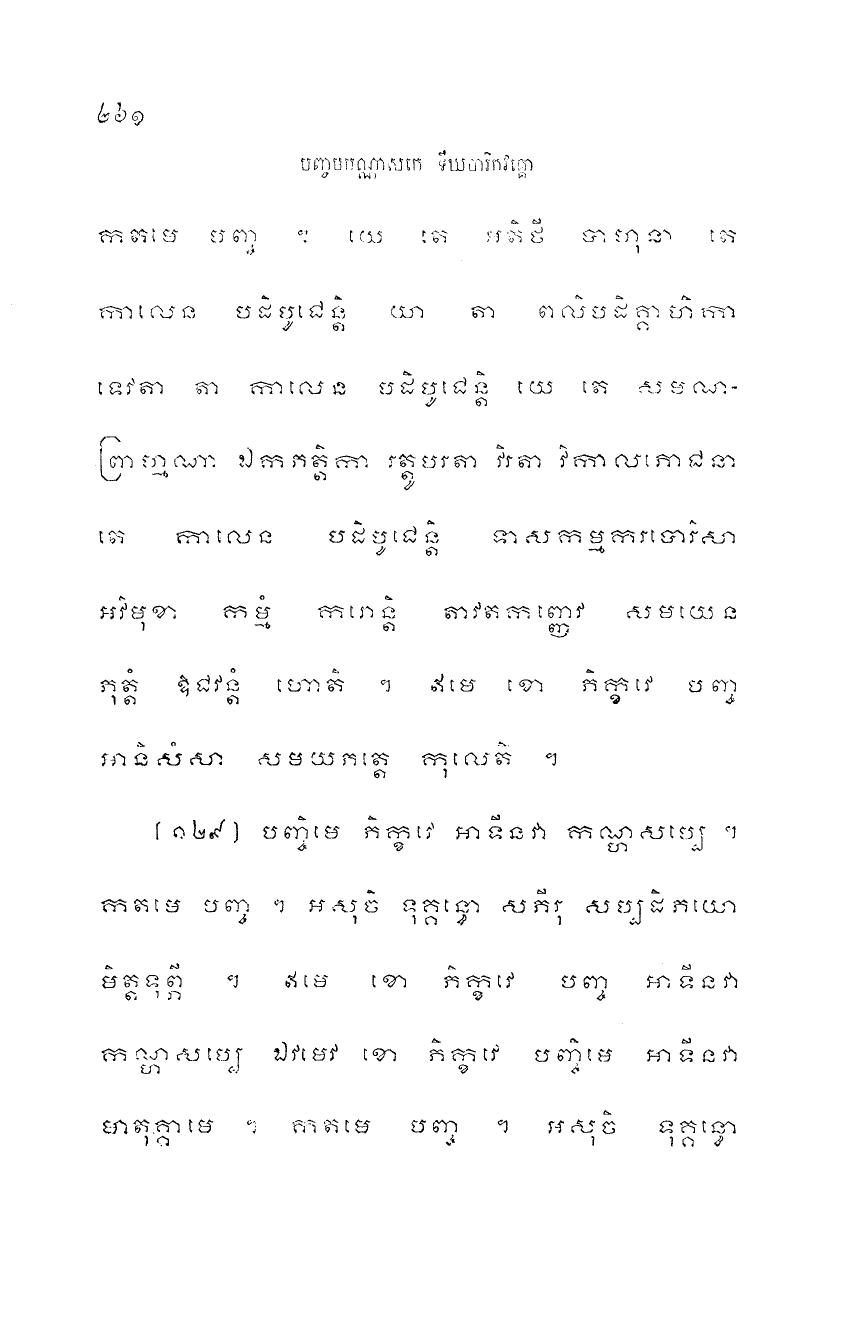 ២៦១
បញ្ចមបណ្ណាសកេ ទីឃចារិកវគ្គោ
កតមេ បញ្ច ។ យេ តេ អតិថី បាហុនា តេ
កាលេន បដិបូជេន្តិ យា តា ពលិបដិគ្គាហិកា
ទេវតា តា កាលេន បដិបូជេន្តិ យេ តេ សមណ-
ព្រាហ្មណា ឯកភត្តិកា រត្តូបរតា វិរតា វិកាលភោជនា
តេ កាលេន បដិបូជេន្តិ ទាសកម្មករបោរិសា
អវិមុខា កម្មំ ករោន្តិ តាវតកញ្ញេវ សមយេន
ភុត្តំ ឱជវន្តំ ហោតិ ។ ឥមេ ខោ ភិក្ខវេ បញ្ច
អានិសំសា សមយភត្តេ កុលេតិ ។
(១២៩) បញ្ចិមេ ភិក្ខវេ អាទីនវា កណ្ហសប្បេ ។
កតមេ បញ្ច ។ អសុចិ ទុគ្គន្ធោ សភីរុ សប្បដិភយោ
មិត្តទុព្ភី ។ ឥមេ ខោ ភិក្ខវេ បញ្ច អាទីនវា
កណ្ហសប្បេ ឯវមេវ ខោ ភិក្ខវេ បញ្ចិមេ អាទីនវា
មាតុគ្គាមេ ។ កតមេ បញ្ច ។ អសុចិ ទុគ្គន្ធោ